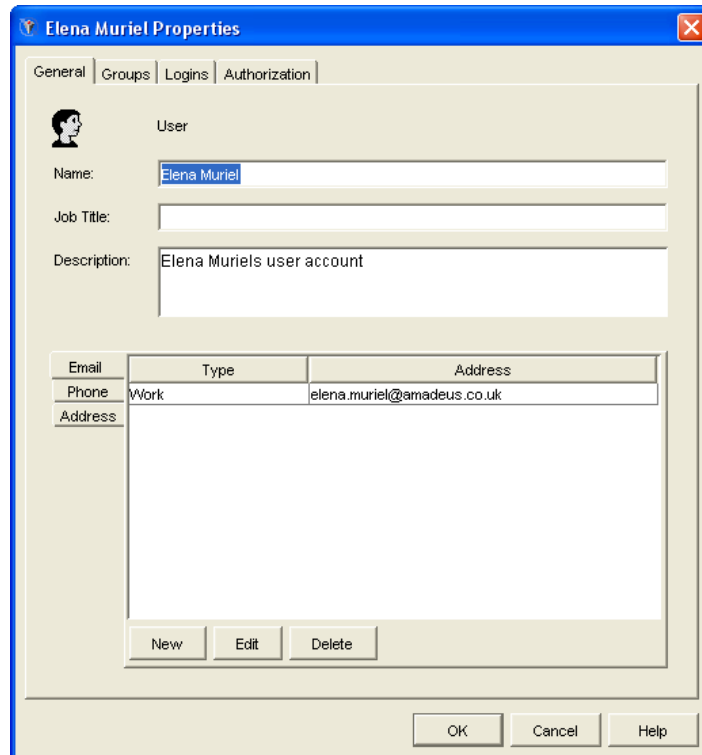 Elena Muriel Properties
General Groups Logins Authorization
User
Name: Elena Muriel
Job Title:
Description: Elena Muriels user account
Email Type Address
Phone Work elena.muriel@amadeus.co.uk
Address
New Edit Delete
OK Cancel Help